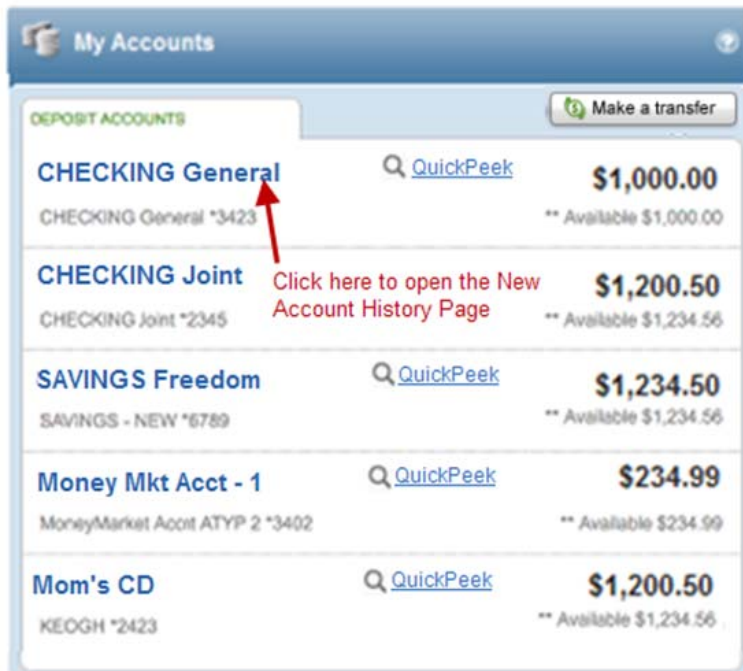 My Accounts
?
DEPOSIT ACCOUNTS
Make a transfer
CHECKING General
QuickPeek
$1,000.00
CHECKING General *3423
** Available $1,000.00
CHECKING Joint
Click here to open the New
Account History Page
$1,200.50
CHECKING Joint *2345
** Available $1,234.56
SAVINGS Freedom
QuickPeek
$1,234.50
SAVINGS - NEW *6789
** Available $1,234.56
Money Mkt Acct - 1
QuickPeek
$234.99
MoneyMarket Accnt ATYP 2 *3402
** Available $234.99
Mom's CD
QuickPeek
$1,200.50
KEOGH *2423
** Available $1,234.56